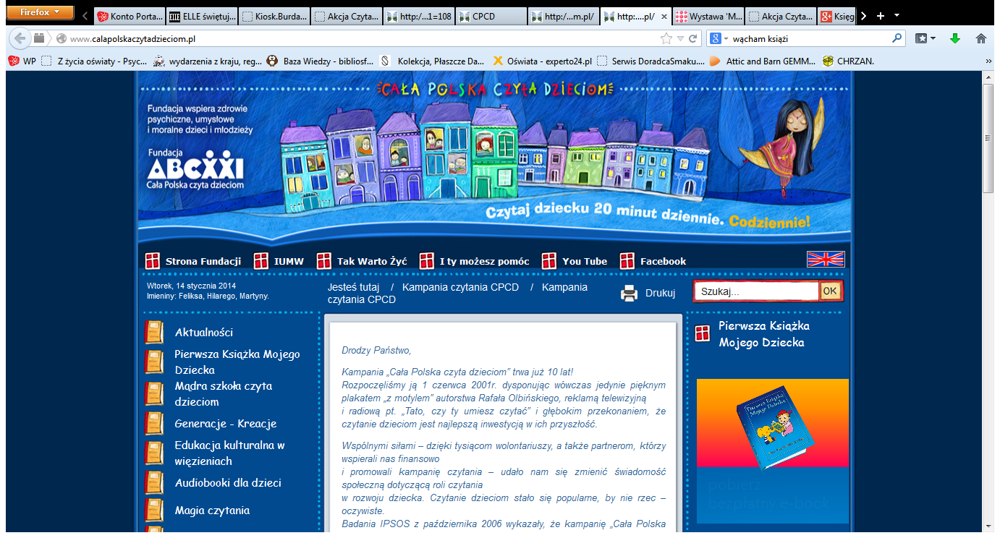 Firefox
Konto Porta...
ELLE świętuj...
Kiosk.Burda...
Akcja Czyta...
http:/...1=108
CPCD
http:/...m.pl/
http:....pl/
Wystawa 'M...
Akcja Czyta...
Księg
www.calapolskaczytadzieciom.pl
wącham książi
WP
Z życia oświaty - Psyc...
wydarzenia z kraju, reg...
Baza Wiedzy - bibliosf...
Kolekcja, Płaszcze Da...
Oświata - experto24.pl
Serwis DoradcaSmaku....
Attic and Barn GEMM...
CHRZAN.
CAŁA POLSKA CZYTA DZIECIOM
Fundacja wspiera zdrowie
psychiczne, umysłowe
i moralne dzieci i młodzieży
Fundacja
ABCXXI
Cała Polska czyta dzieciom
Czytaj dziecku 20 minut dziennie. Codziennie!
Strona Fundacji
IUMW
Tak Warto Żyć
I ty możesz pomóc
You Tube
Facebook
Wtorek, 14 stycznia 2014
Imieniny: Feliksa, Hilarego, Martyny.
Jesteś tutaj / Kampania czytania CPCD / Kampania
czytania CPCD
Drukuj
Szukaj...
OK
Aktualności
Pierwsza Książka Mojego
Dziecka
Mądra szkoła czyta
dzieciom
Generacje - Kreacje
Edukacja kulturalna w
więzieniach
Audiobooki dla dzieci
Magia czytania
Drodzy Państwo,
Kampania „Cała Polska czyta dzieciom” trwa już 10 lat!
Rozpoczęliśmy ją 1 czerwca 2001r. dysponując wówczas jedynie pięknym
plakatem „z motylem” autorstwa Rafała Olbińskiego, reklamą telewizyjną
i radiową pt. „Tato, czy ty umiesz czytać” i głębokim przekonaniem, że
czytanie dzieciom jest najlepszą inwestycją w ich przyszłość.
Wspólnymi siłami – dzięki tysiącom wolontariuszy, a także partnerom, którzy
wspierali nas finansowo
i promowali kampanię czytania – udało nam się zmienić świadomość
społeczną dotyczącą roli czytania
w rozwoju dziecka. Czytanie dzieciom stało się popularne, by nie rzec –
oczywiste.
Badania IPSOS z października 2006 wykazały, że kampanię „Cała Polska
Pierwsza Książka
Mojego Dziecka
Pierwsza Książka
Mojego Dziecka
pobierz
bezpłatny e-book